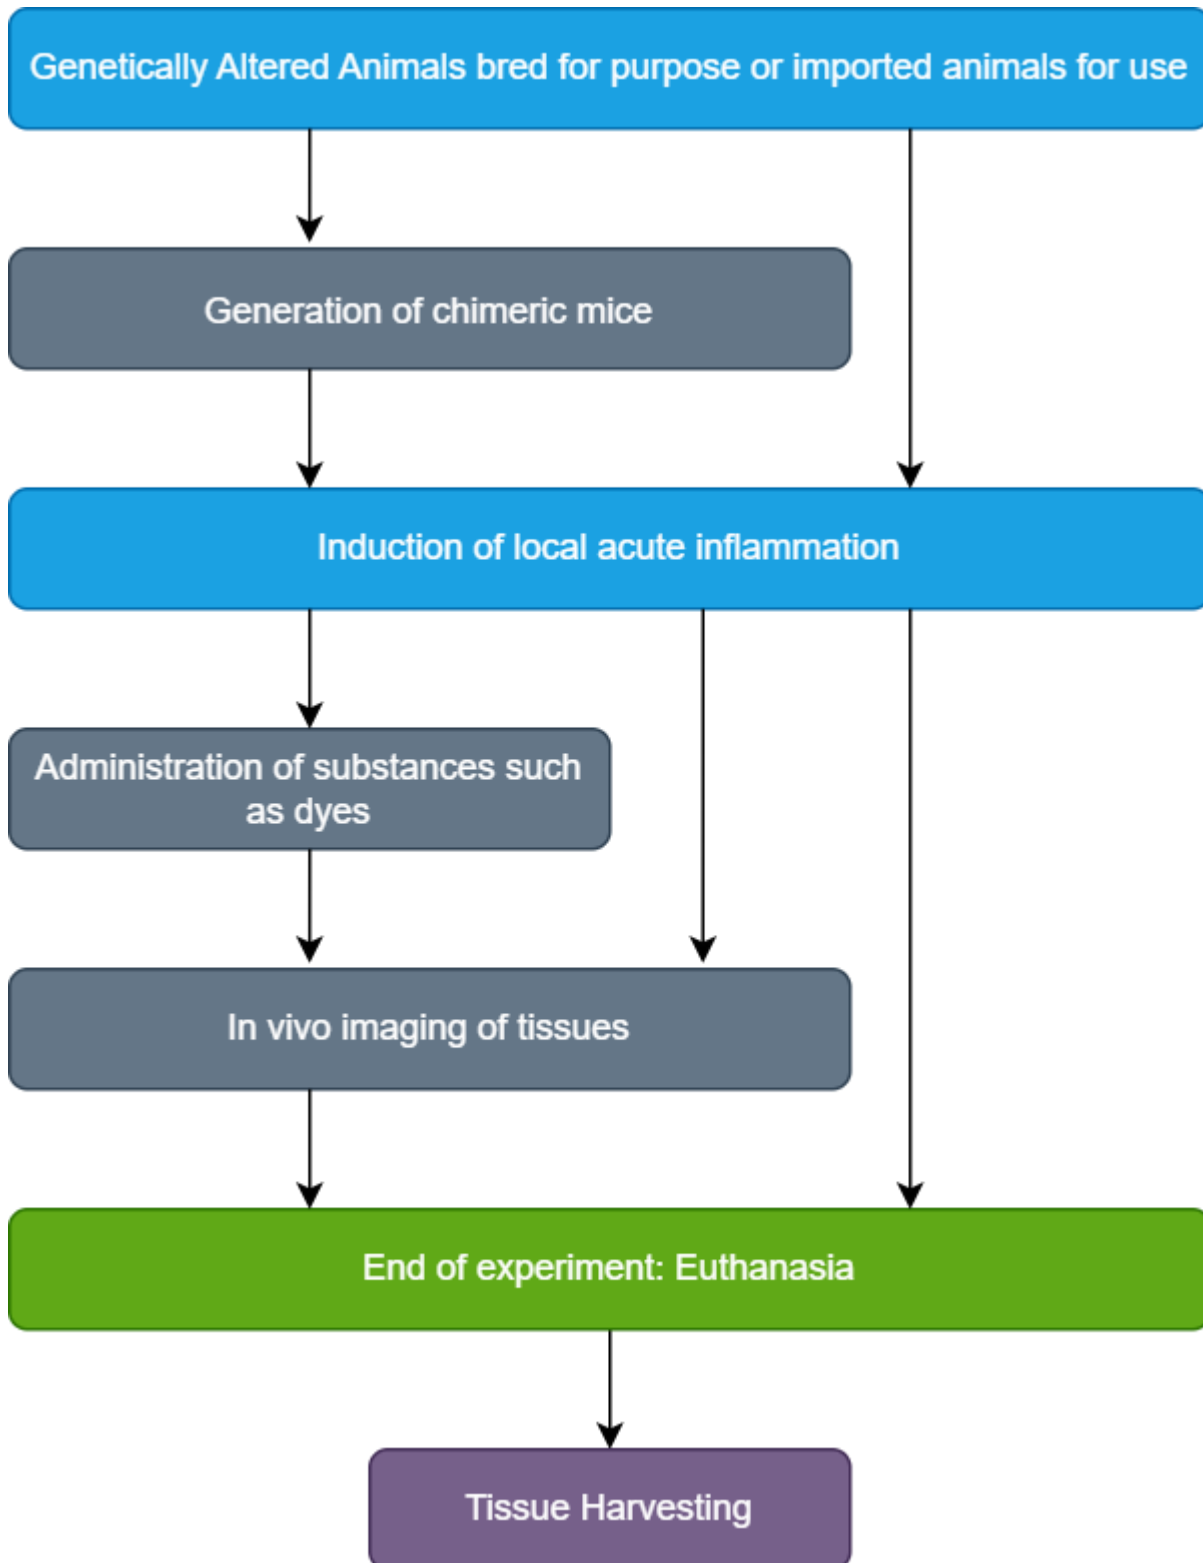 Genetically Altered Animals bred for purpose or imported animals for use
Generation of chimeric mice
Induction of local acute inflammation
Administration of substances such
as dyes
In vivo imaging of tissues
End of experiment: Euthanasia
Tissue Harvesting